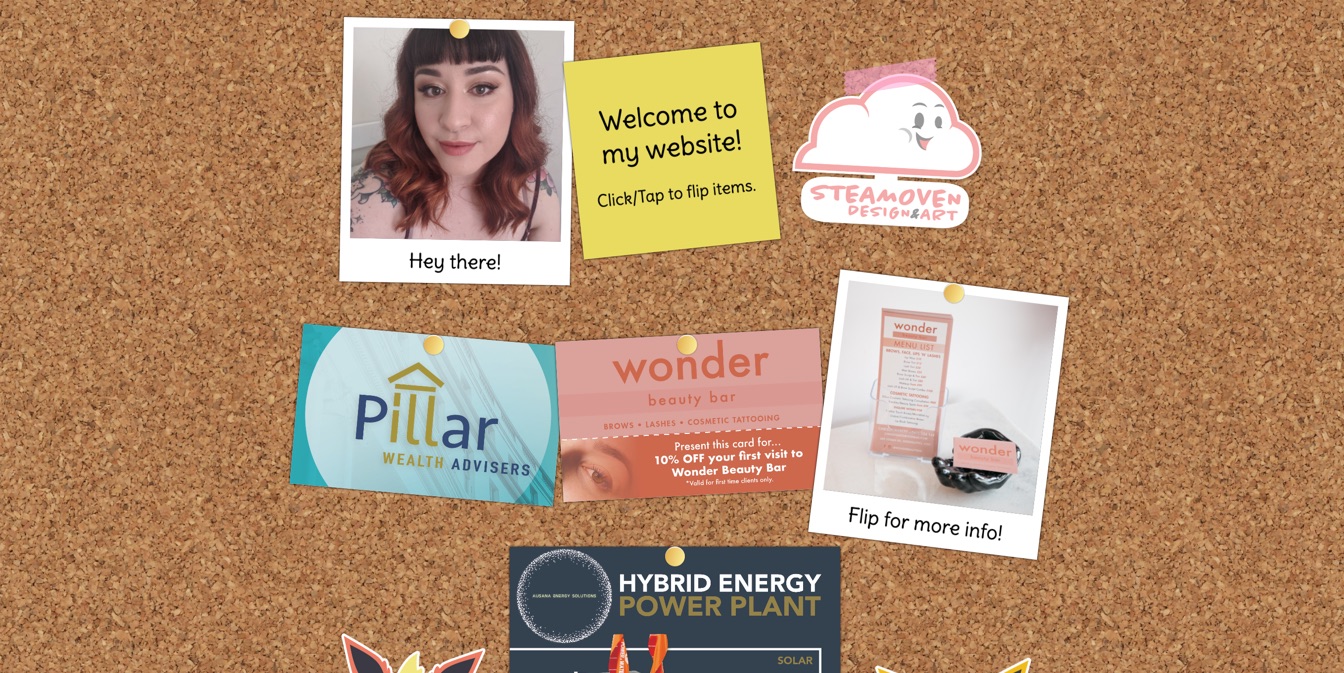 Hey there!
Welcome to
my website!
Click/Tap to flip items.
STEAMOVEN
DESIGN&ART
Pillar
WEALTH ADVISERS
wonder
beauty bar
BROWS • LASHES • COSMETIC TATTOOING
Present this card for...
10% OFF your first visit to
Wonder Beauty Bar
*Valid for first time clients only.
wonder
MENU LIST
wonder
Flip for more info!
AUSANA ENERGY SOLUTIONS
HYBRID ENERGY
POWER PLANT
SOLAR